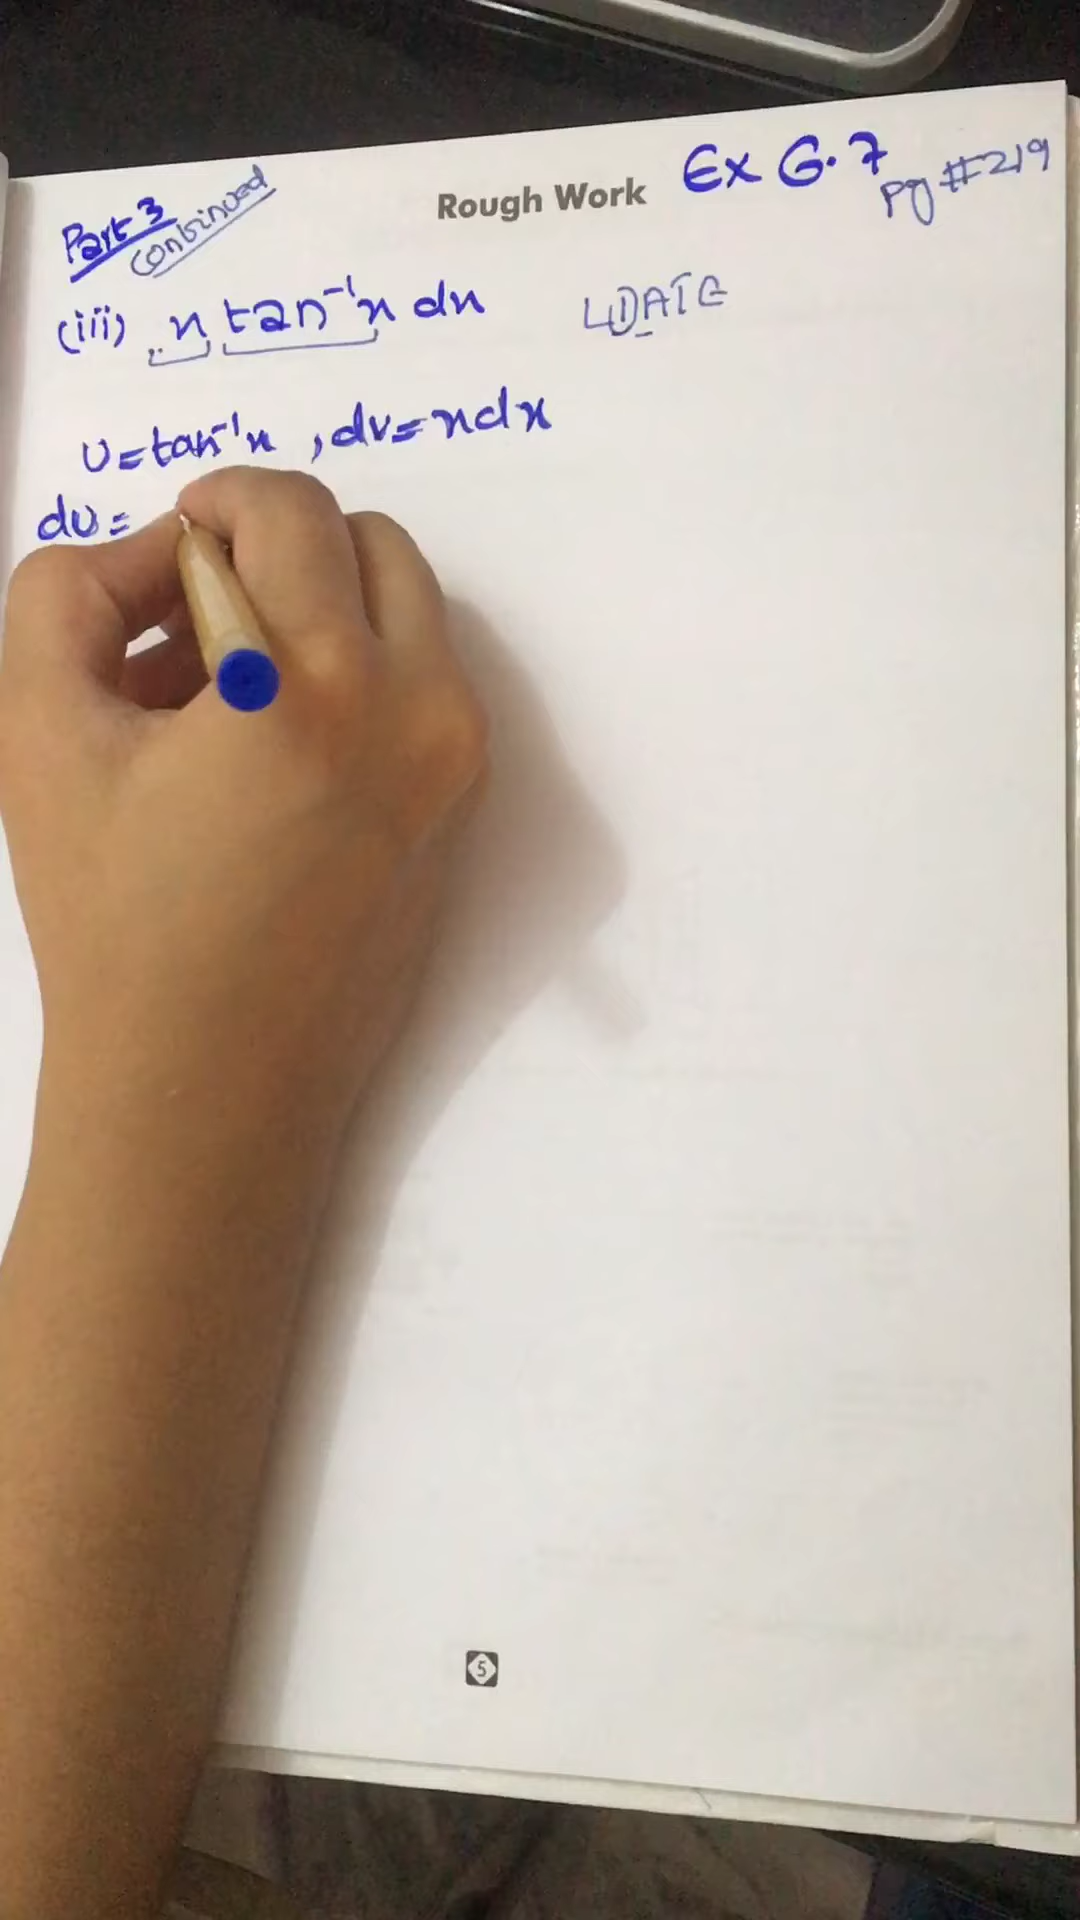 Part 3
continued
Rough Work
Ex 6.7
Pg #219
(iii) x tan⁻¹x dx
LIATE
u=tan⁻¹x , dv=xdx
du=
5